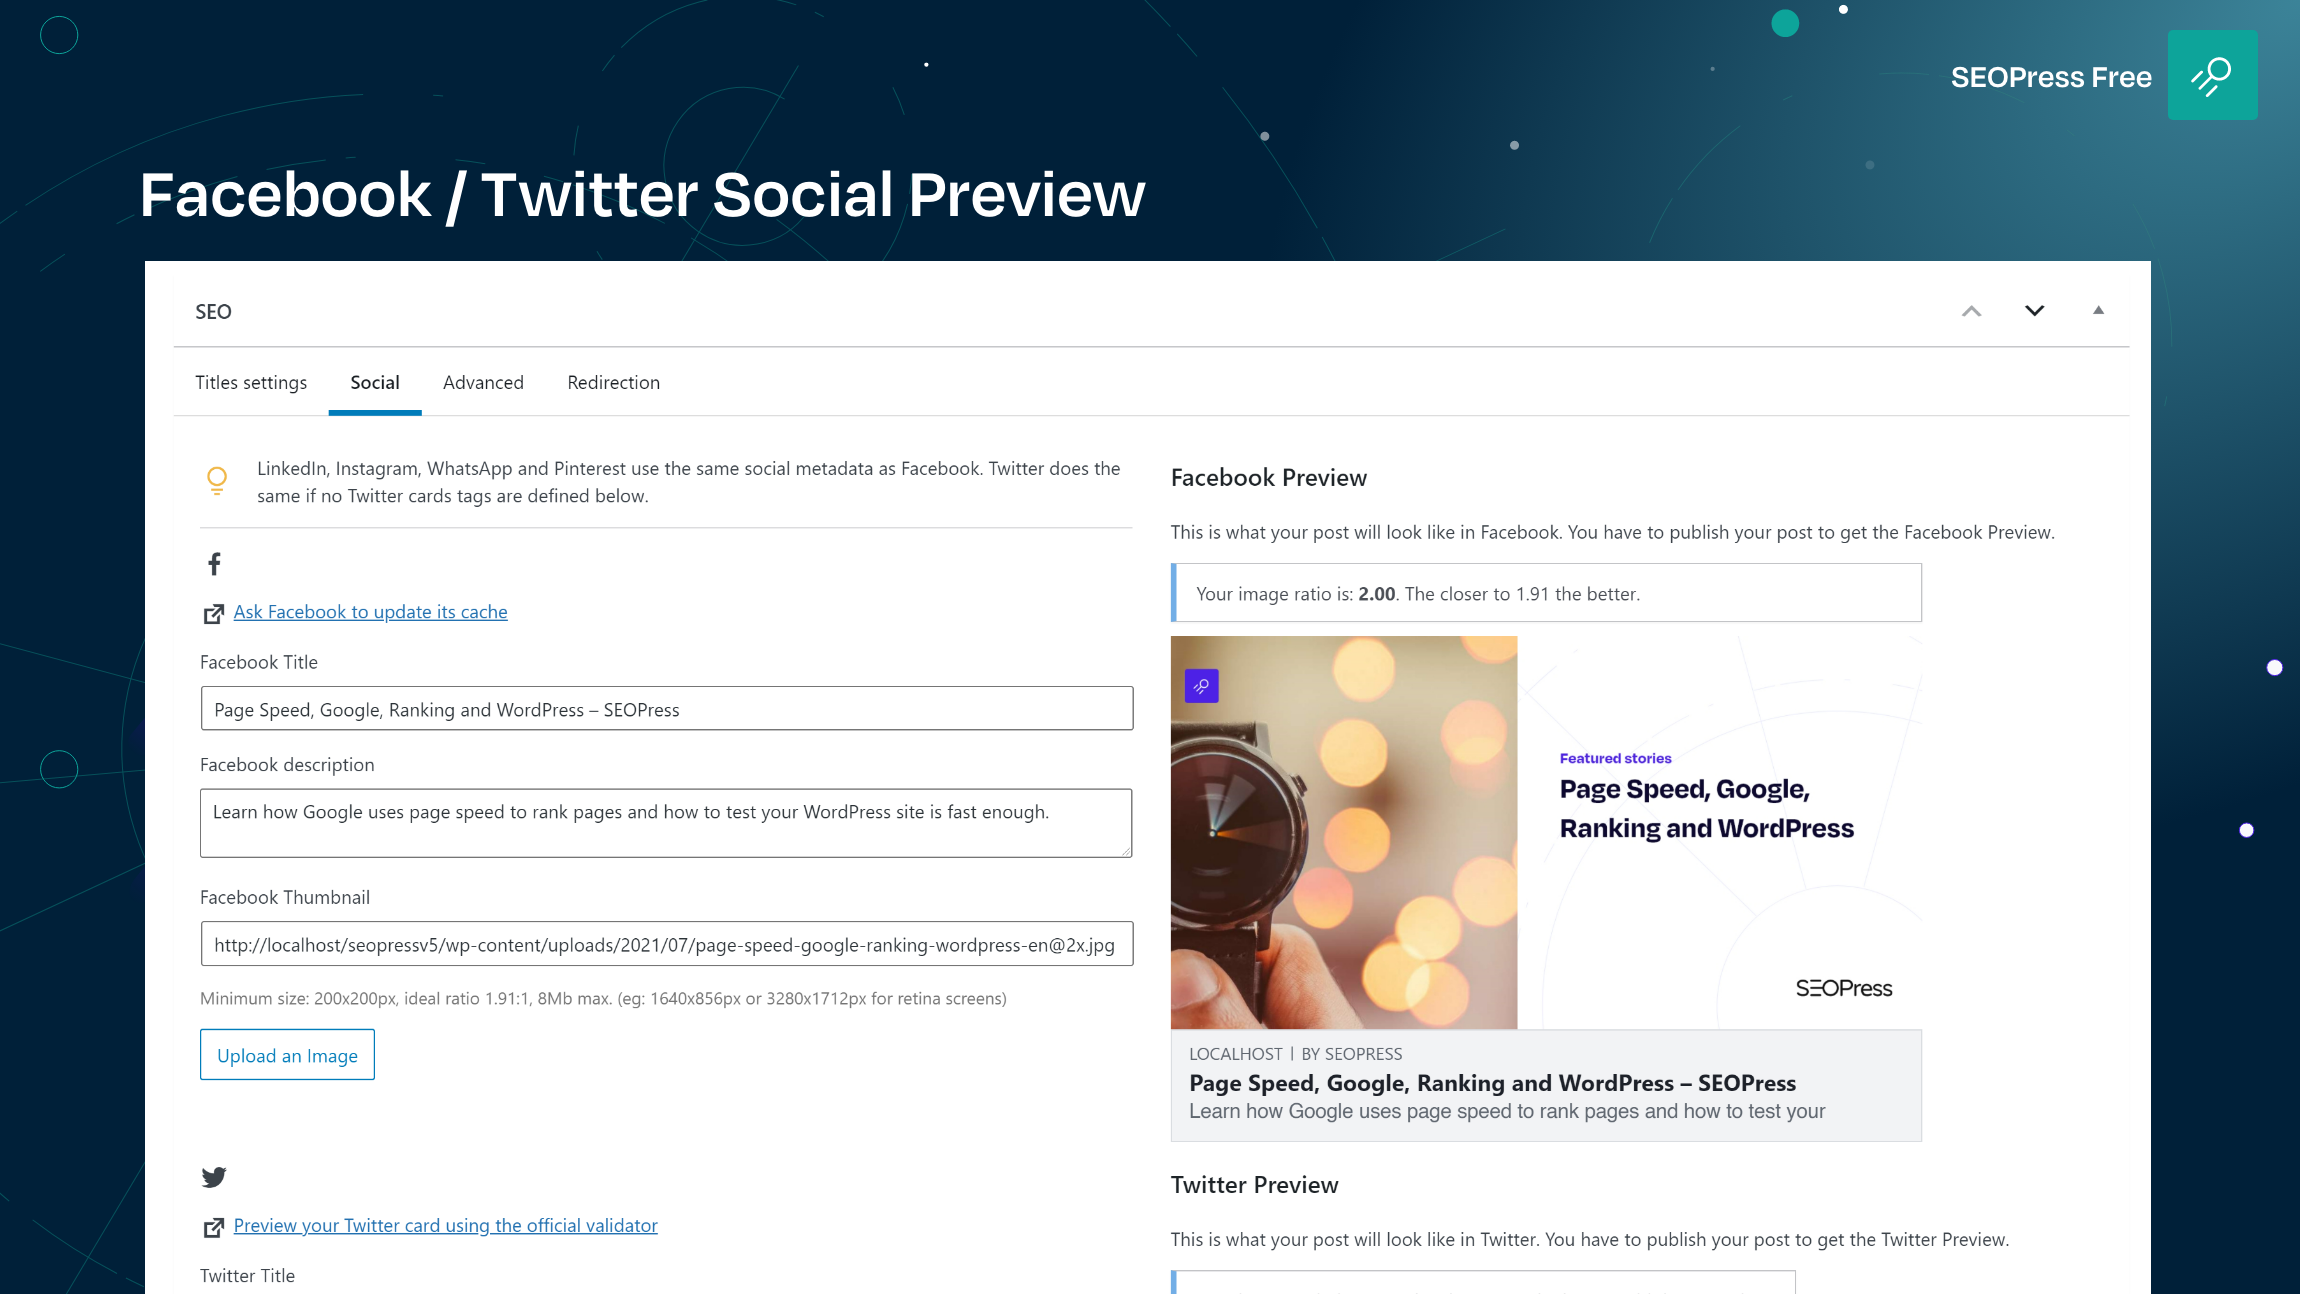 SEOPress Free
Facebook / Twitter Social Preview
SEO
Titles settings
Social
Advanced
Redirection
LinkedIn, Instagram, WhatsApp and Pinterest use the same social metadata as Facebook. Twitter does the
same if no Twitter cards tags are defined below.
Ask Facebook to update its cache
Facebook Title
Page Speed, Google, Ranking and WordPress – SEOPress
Facebook description
Learn how Google uses page speed to rank pages and how to test your WordPress site is fast enough.
Facebook Thumbnail
http://localhost/seopressv5/wp-content/uploads/2021/07/page-speed-google-ranking-wordpress-en@2x.jpg
Minimum size: 200x200px, ideal ratio 1.91:1, 8Mb max. (eg: 1640x856px or 3280x1712px for retina screens)
Upload an Image
Preview your Twitter card using the official validator
Twitter Title
Facebook Preview
This is what your post will look like in Facebook. You have to publish your post to get the Facebook Preview.
Your image ratio is: 2.00. The closer to 1.91 the better.
Featured stories
Page Speed, Google,
Ranking and WordPress
SEOPress
LOCALHOST | BY SEOPRESS
Page Speed, Google, Ranking and WordPress – SEOPress
Learn how Google uses page speed to rank pages and how to test your
Twitter Preview
This is what your post will look like in Twitter. You have to publish your post to get the Twitter Preview.